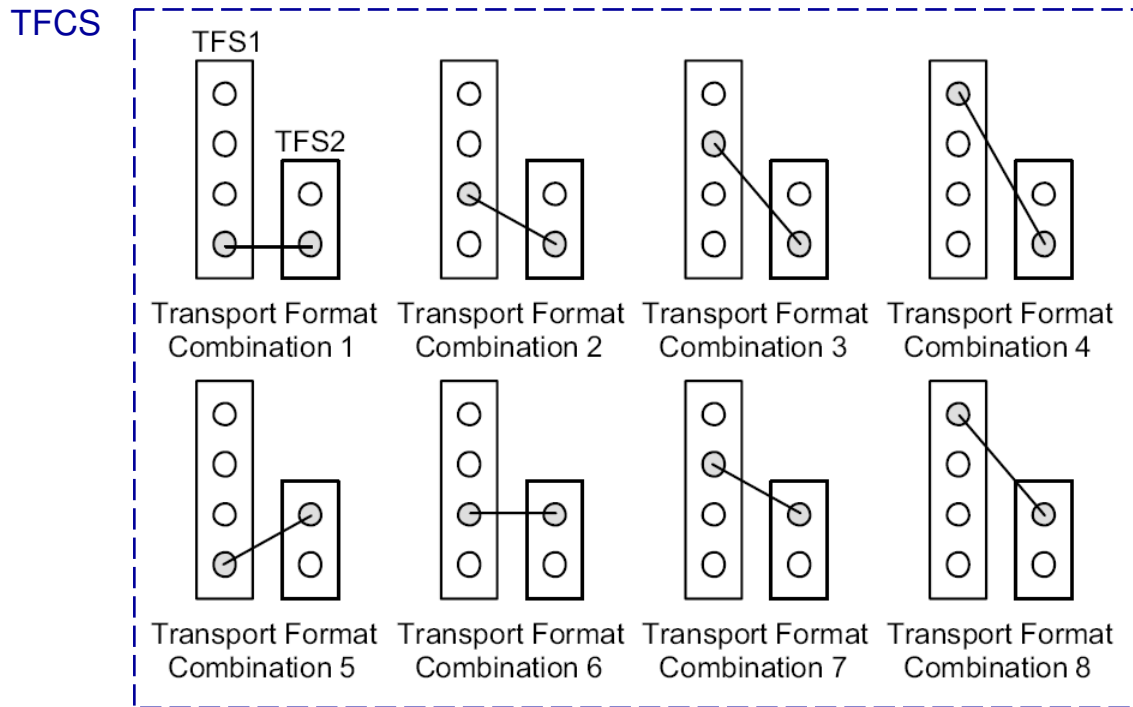 TFCS
TFS1
TFS2
Transport Format
Combination 1
Transport Format
Combination 2
Transport Format
Combination 3
Transport Format
Combination 4
Transport Format
Combination 5
Transport Format
Combination 6
Transport Format
Combination 7
Transport Format
Combination 8